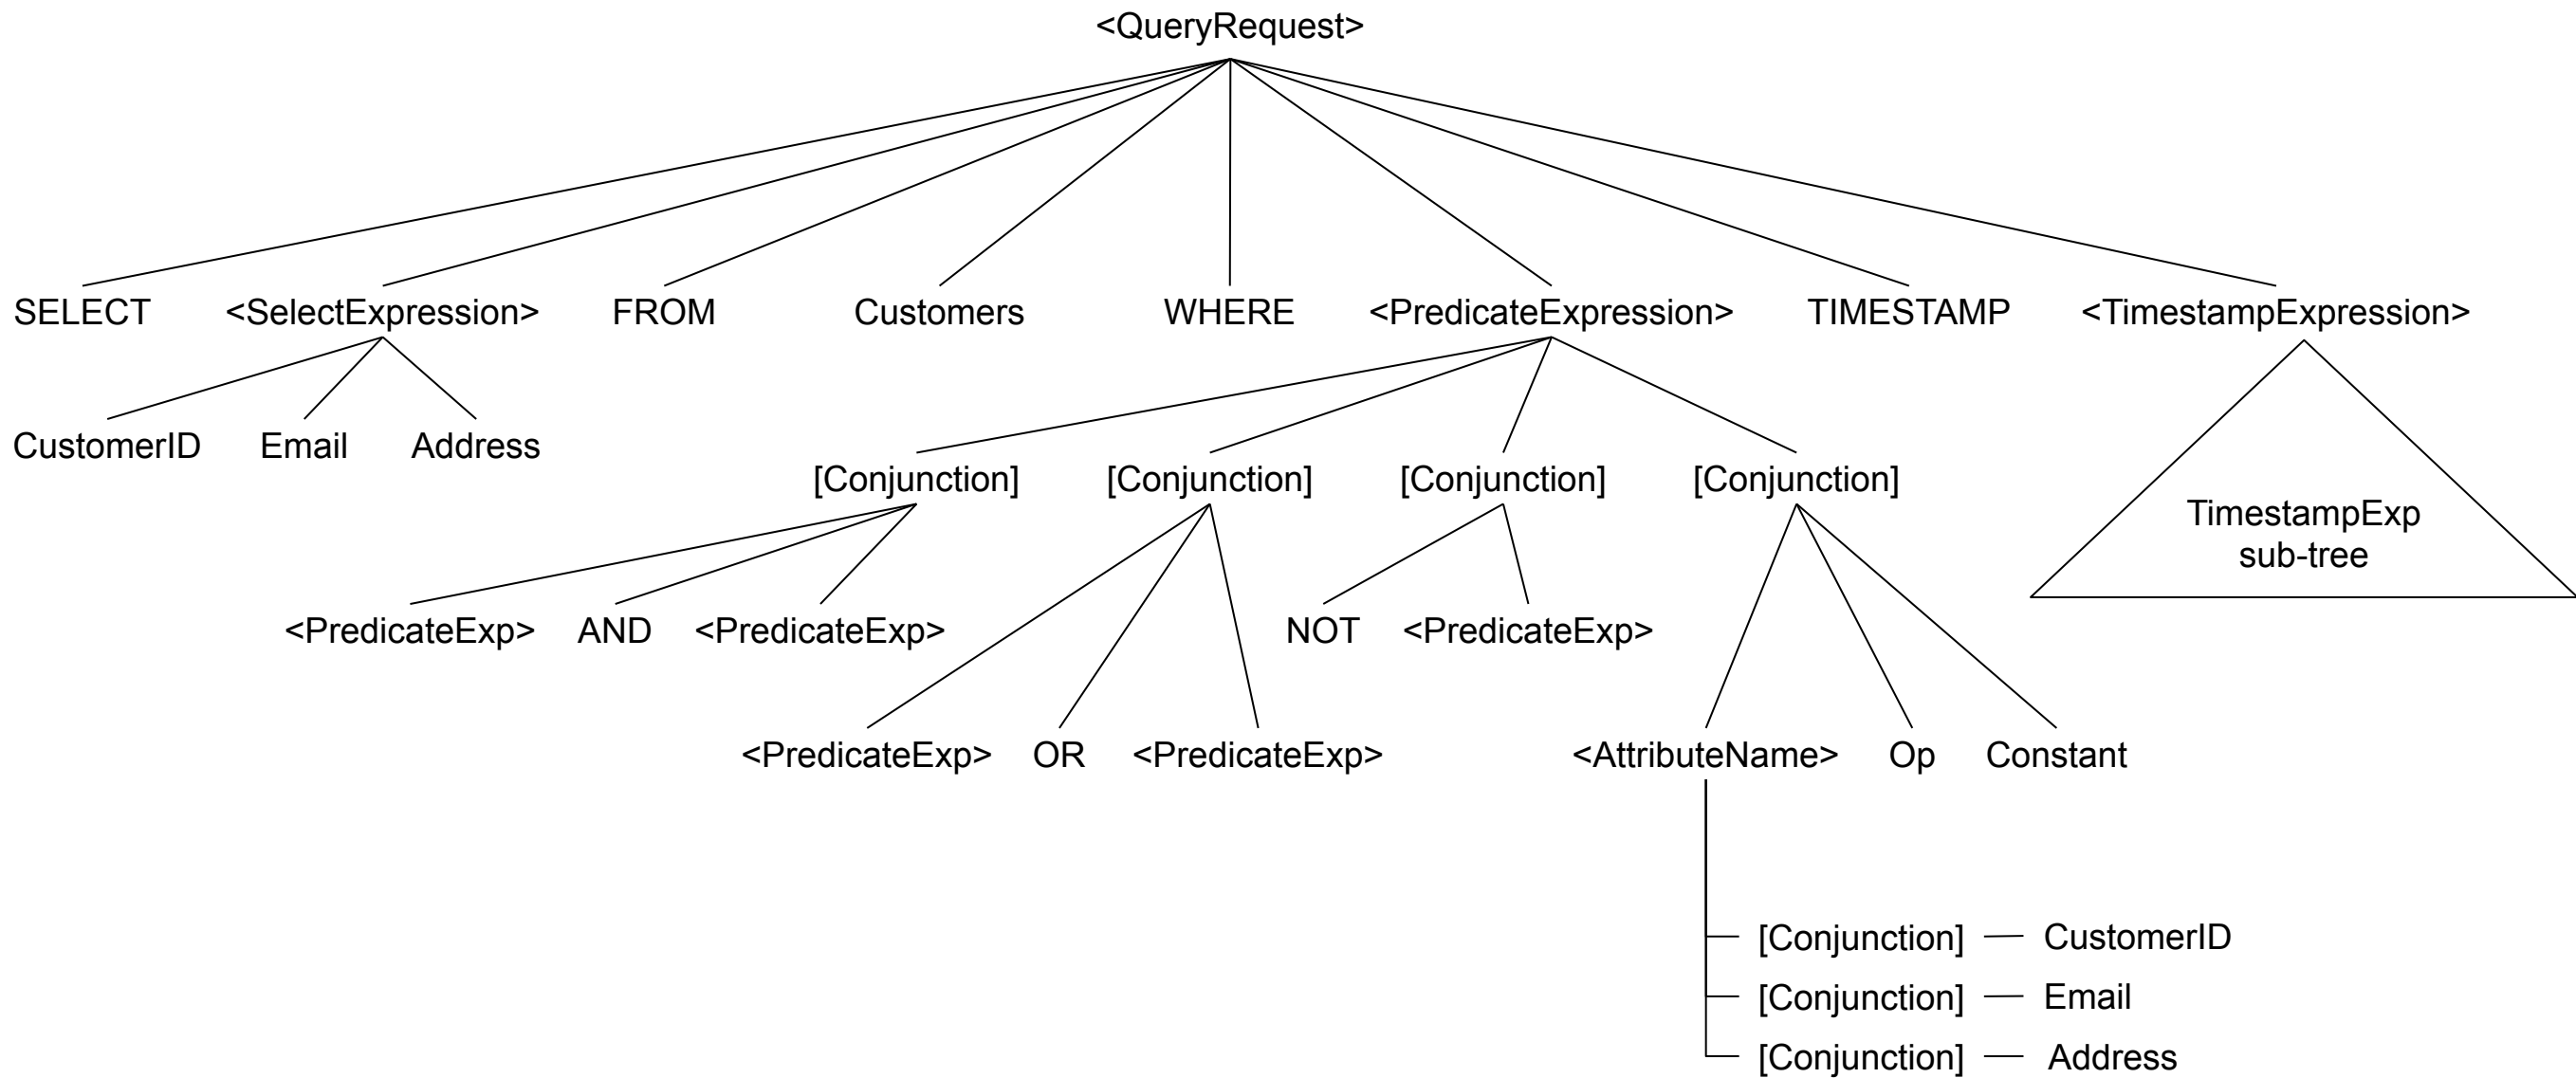 <QueryRequest>
SELECT <SelectExpression> FROM Customers WHERE <PredicateExpression> TIMESTAMP <TimestampExpression>
CustomerID Email Address
[Conjunction] [Conjunction] [Conjunction] [Conjunction]
TimestampExp
sub-tree
<PredicateExp> AND <PredicateExp> NOT <PredicateExp>
<PredicateExp> OR <PredicateExp> <AttributeName> Op Constant
[Conjunction] CustomerID
[Conjunction] Email
[Conjunction] Address